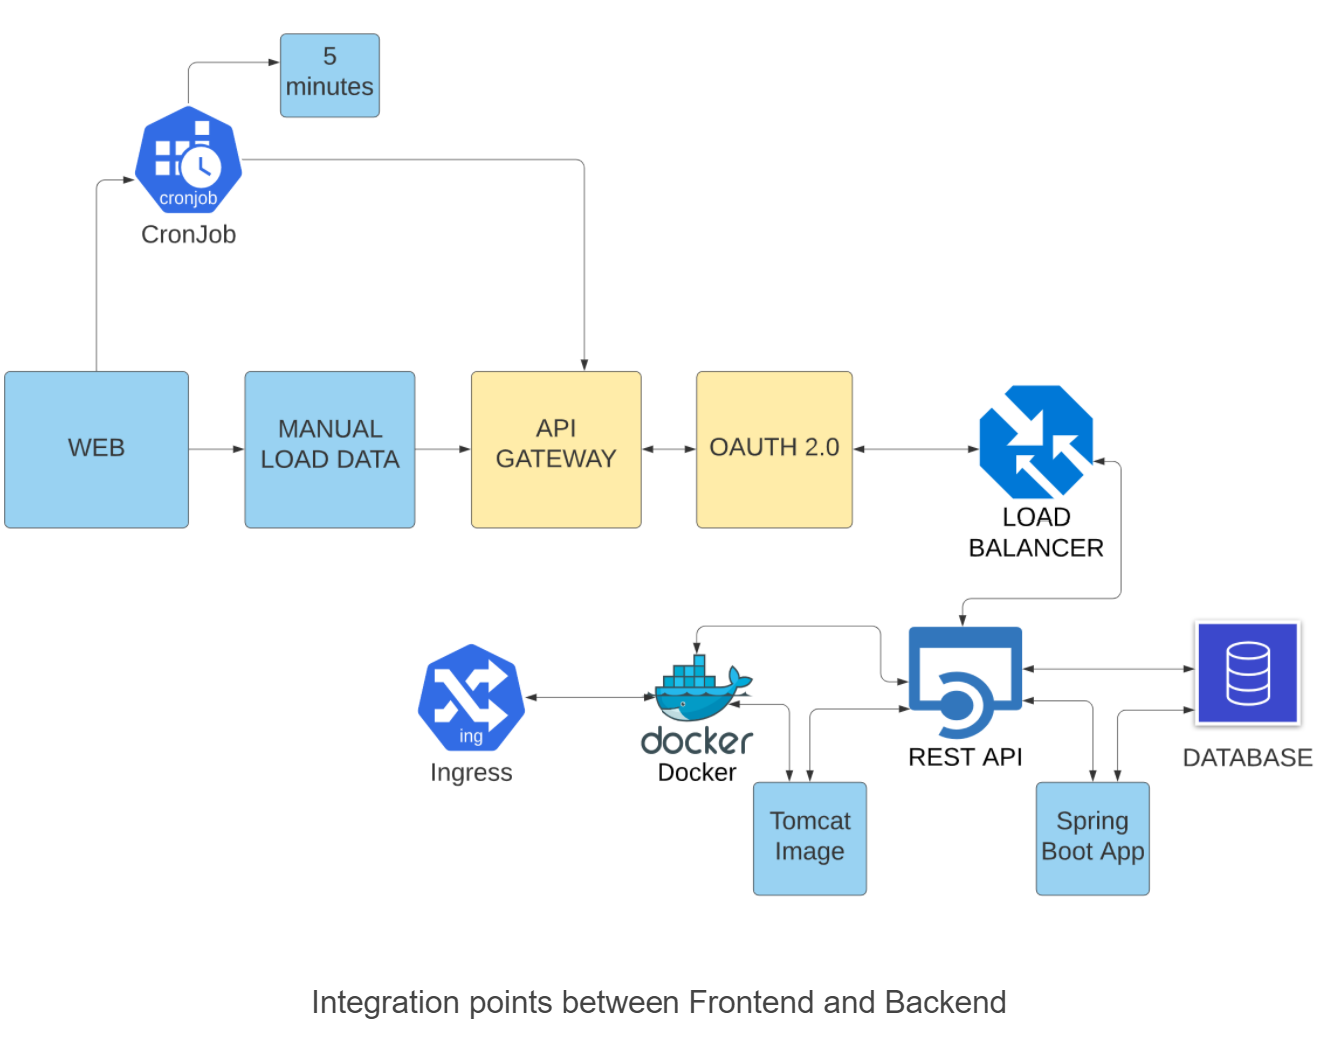 5
minutes
cronjob
CronJob
WEB
MANUAL
LOAD DATA
API
GATEWAY
OAUTH 2.0
LOAD
BALANCER
ing
Ingress
docker
Docker
REST API
DATABASE
Tomcat
Image
Spring
Boot App
Integration points between Frontend and Backend